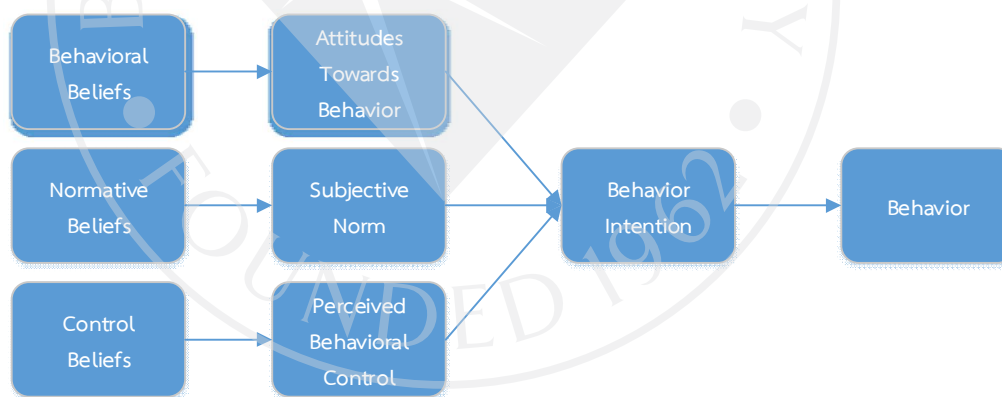 Behavioral
Beliefs
Attitudes
Towards
Behavior
Normative
Beliefs
Subjective
Norm
Behavior
Intention
Behavior
Control
Beliefs
Perceived
Behavioral
Control
B
Y
FOUNDED 1962